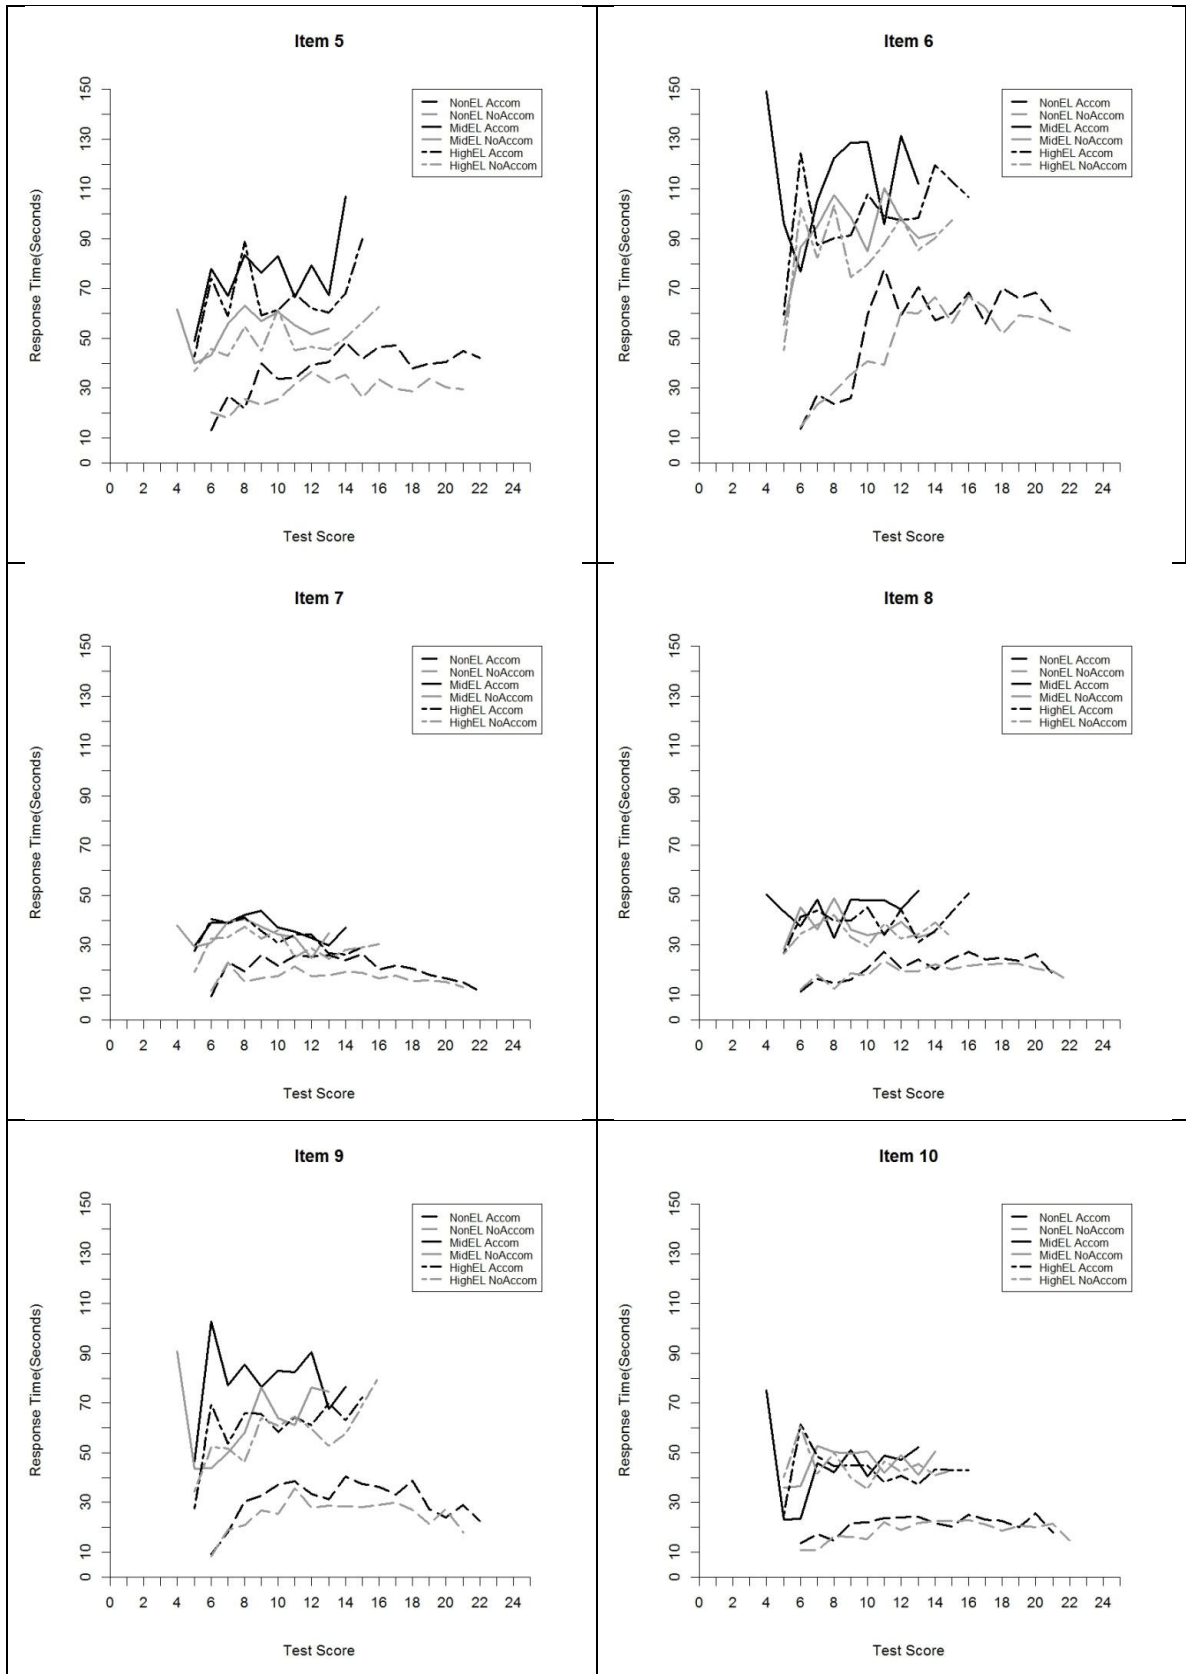 Item 5
150
130
110
90
70
50
30
10
0
Response Time(Seconds)
NonEL Accom
NonEL NoAccom
MidEL Accom
MidEL NoAccom
HighEL Accom
HighEL NoAccom
0 2 4 6 8 10 12 14 16 18 20 22 24
Test Score
Item 6
150
130
110
90
70
50
30
10
0
Response Time(Seconds)
NonEL Accom
NonEL NoAccom
MidEL Accom
MidEL NoAccom
HighEL Accom
HighEL NoAccom
0 2 4 6 8 10 12 14 16 18 20 22 24
Test Score
Item 7
150
130
110
90
70
50
30
10
0
Response Time(Seconds)
NonEL Accom
NonEL NoAccom
MidEL Accom
MidEL NoAccom
HighEL Accom
HighEL NoAccom
0 2 4 6 8 10 12 14 16 18 20 22 24
Test Score
Item 8
150
130
110
90
70
50
30
10
0
Response Time(Seconds)
NonEL Accom
NonEL NoAccom
MidEL Accom
MidEL NoAccom
HighEL Accom
HighEL NoAccom
0 2 4 6 8 10 12 14 16 18 20 22 24
Test Score
Item 9
150
130
110
90
70
50
30
10
0
Response Time(Seconds)
NonEL Accom
NonEL NoAccom
MidEL Accom
MidEL NoAccom
HighEL Accom
HighEL NoAccom
0 2 4 6 8 10 12 14 16 18 20 22 24
Test Score
Item 10
150
130
110
90
70
50
30
10
0
Response Time(Seconds)
NonEL Accom
NonEL NoAccom
MidEL Accom
MidEL NoAccom
HighEL Accom
HighEL NoAccom
0 2 4 6 8 10 12 14 16 18 20 22 24
Test Score